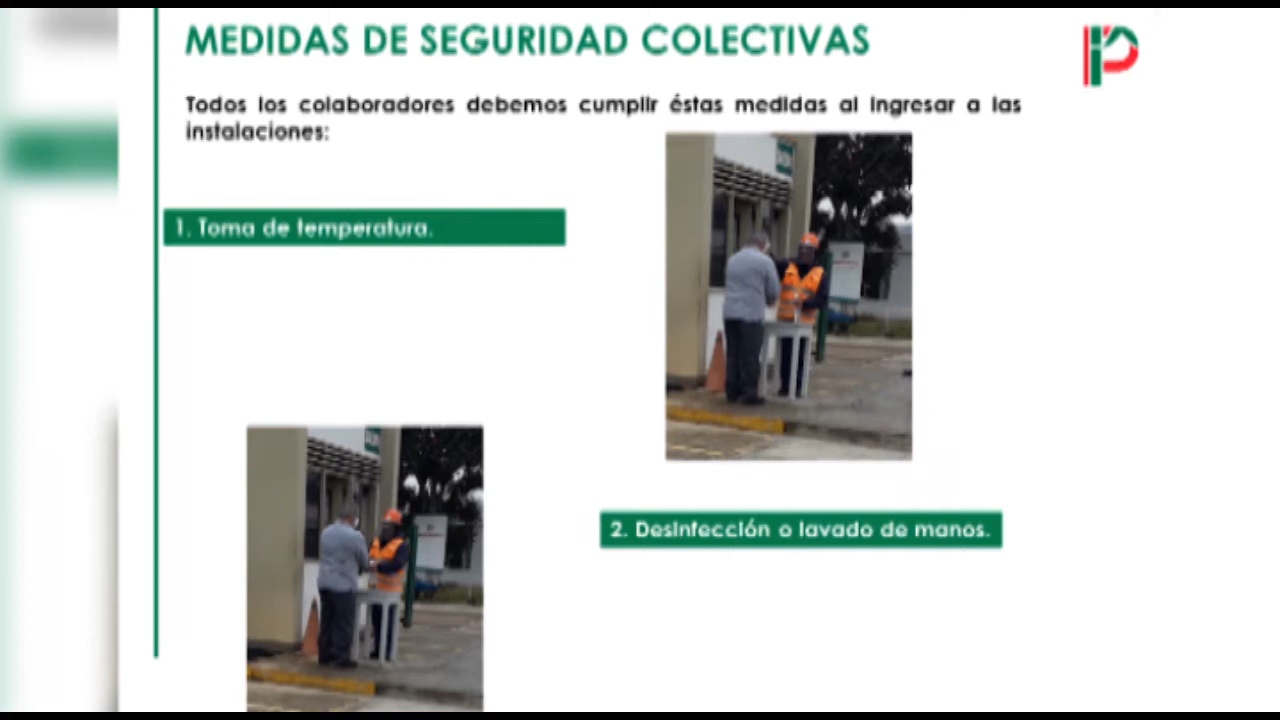 MEDIDAS DE SEGURIDAD COLECTIVAS
Todos los colaboradores debemos cumplir éstas medidas al ingresar a las
instalaciones:
1. Toma de temperatura.
2. Desinfección o lavado de manos.